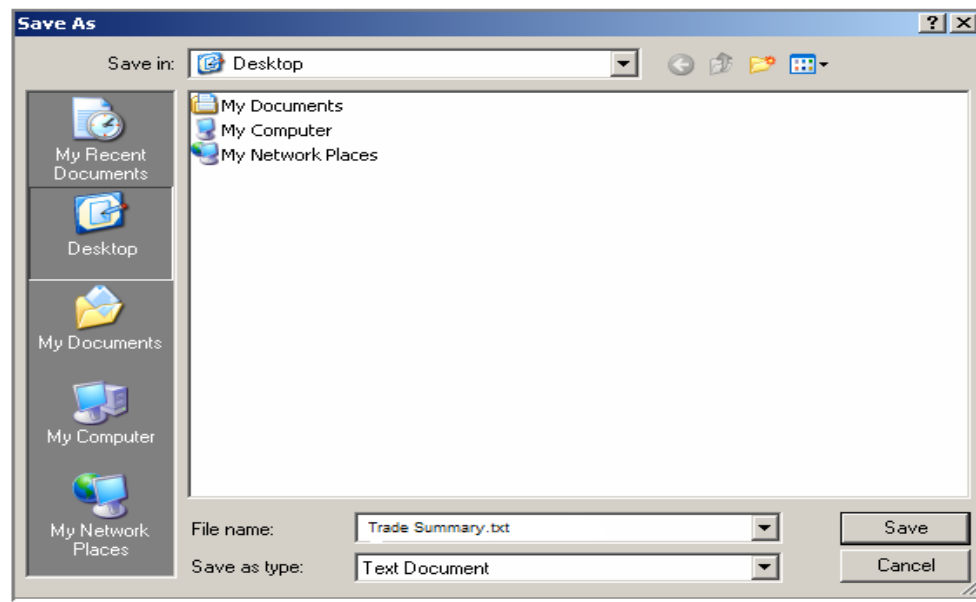 Save As
?
Save in:
Desktop
My Documents
My Computer
My Network Places
My Recent
Documents
Desktop
My Documents
My Computer
My Network
Places
File name:
Trade Summary.txt
Save
Save as type:
Text Document
Cancel